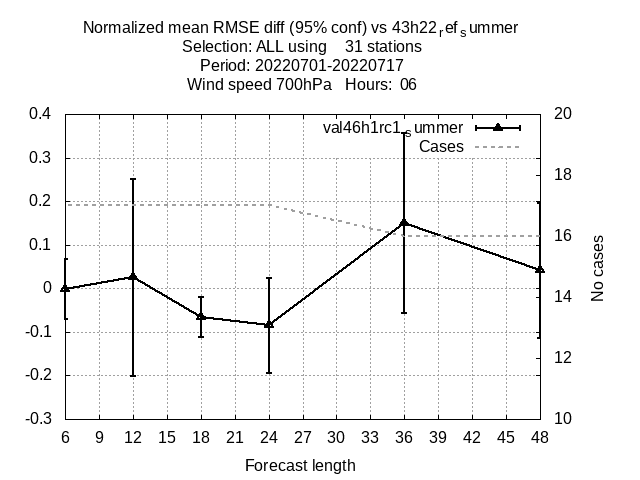 Normalized mean RMSE diff (95% conf) vs 43h22ref summer
Selection: ALL using 31 stations
Period: 20220701-20220717
Wind speed 700hPa Hours: 06
val46h1rc1summer
Cases
0.4
0.3
0.2
0.1
0
-0.1
-0.2
-0.3
20
18
16
14
12
10
No cases
6 9 12 15 18 21 24 27 30 33 36 39 42 45 48
Forecast length